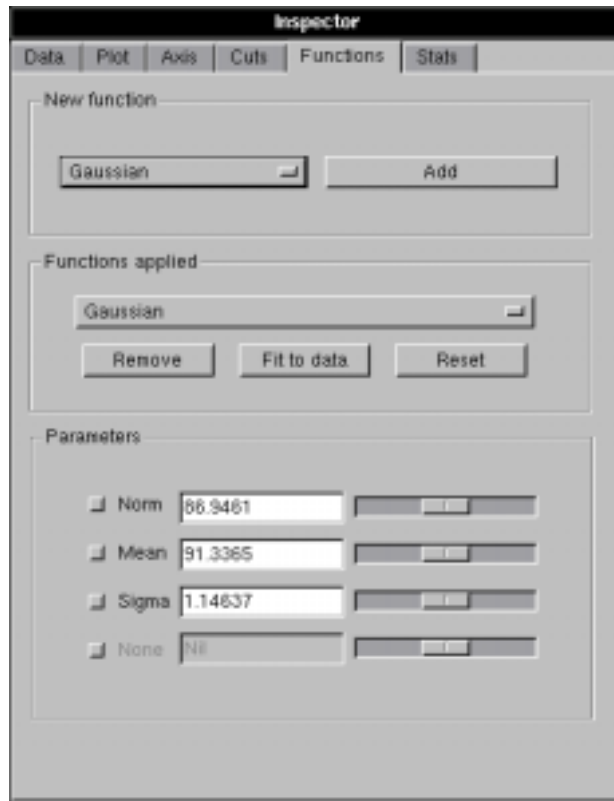 Inspector
Data Plot Axis Cuts Functions Stats
New function
Gaussian Add
Functions applied
Gaussian
Remove Fit to data Reset
Parameters
Norm 86.9461
Mean 91.3365
Sigma 1.14637
None Nil